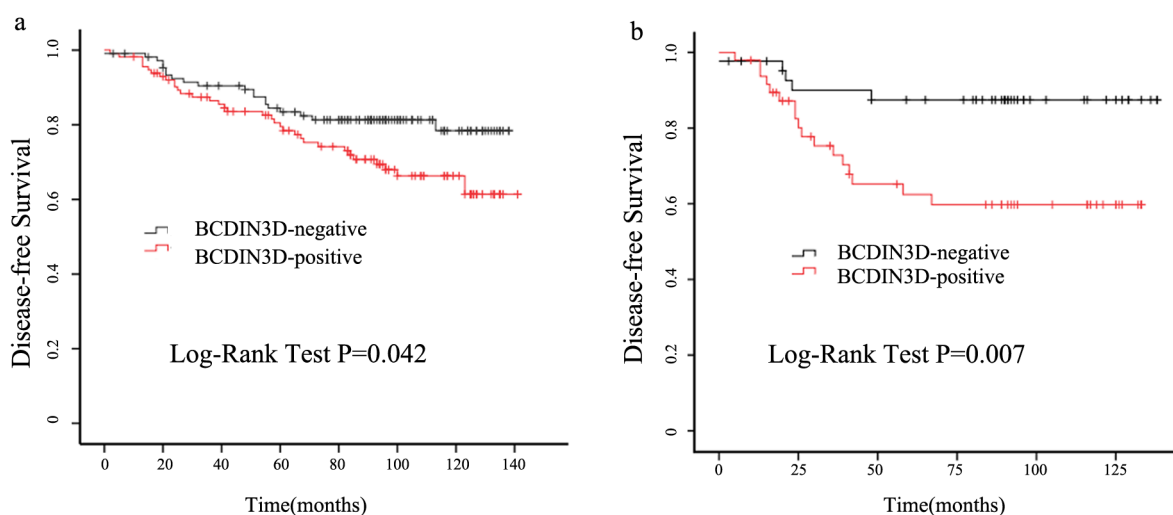 a
Disease-free Survival
1.0
0.8
0.6
0.4
0.2
0
BCDIN3D-negative
BCDIN3D-positive
Log-Rank Test P=0.042
0 20 40 60 80 100 120 140
Time(months)
b
Disease-free Survival
1.0
0.8
0.6
0.4
0.2
0
BCDIN3D-negative
BCDIN3D-positive
Log-Rank Test P=0.007
0 25 50 75 100 125
Time(months)